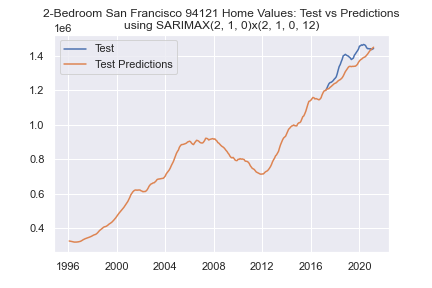 2-Bedroom San Francisco 94121 Home Values: Test vs Predictions
using SARIMAX(2, 1, 0)x(2, 1, 0, 12)
1e6
Test
Test Predictions
1.4
1.2
1.0
0.8
0.6
0.4
1996 2000 2004 2008 2012 2016 2020